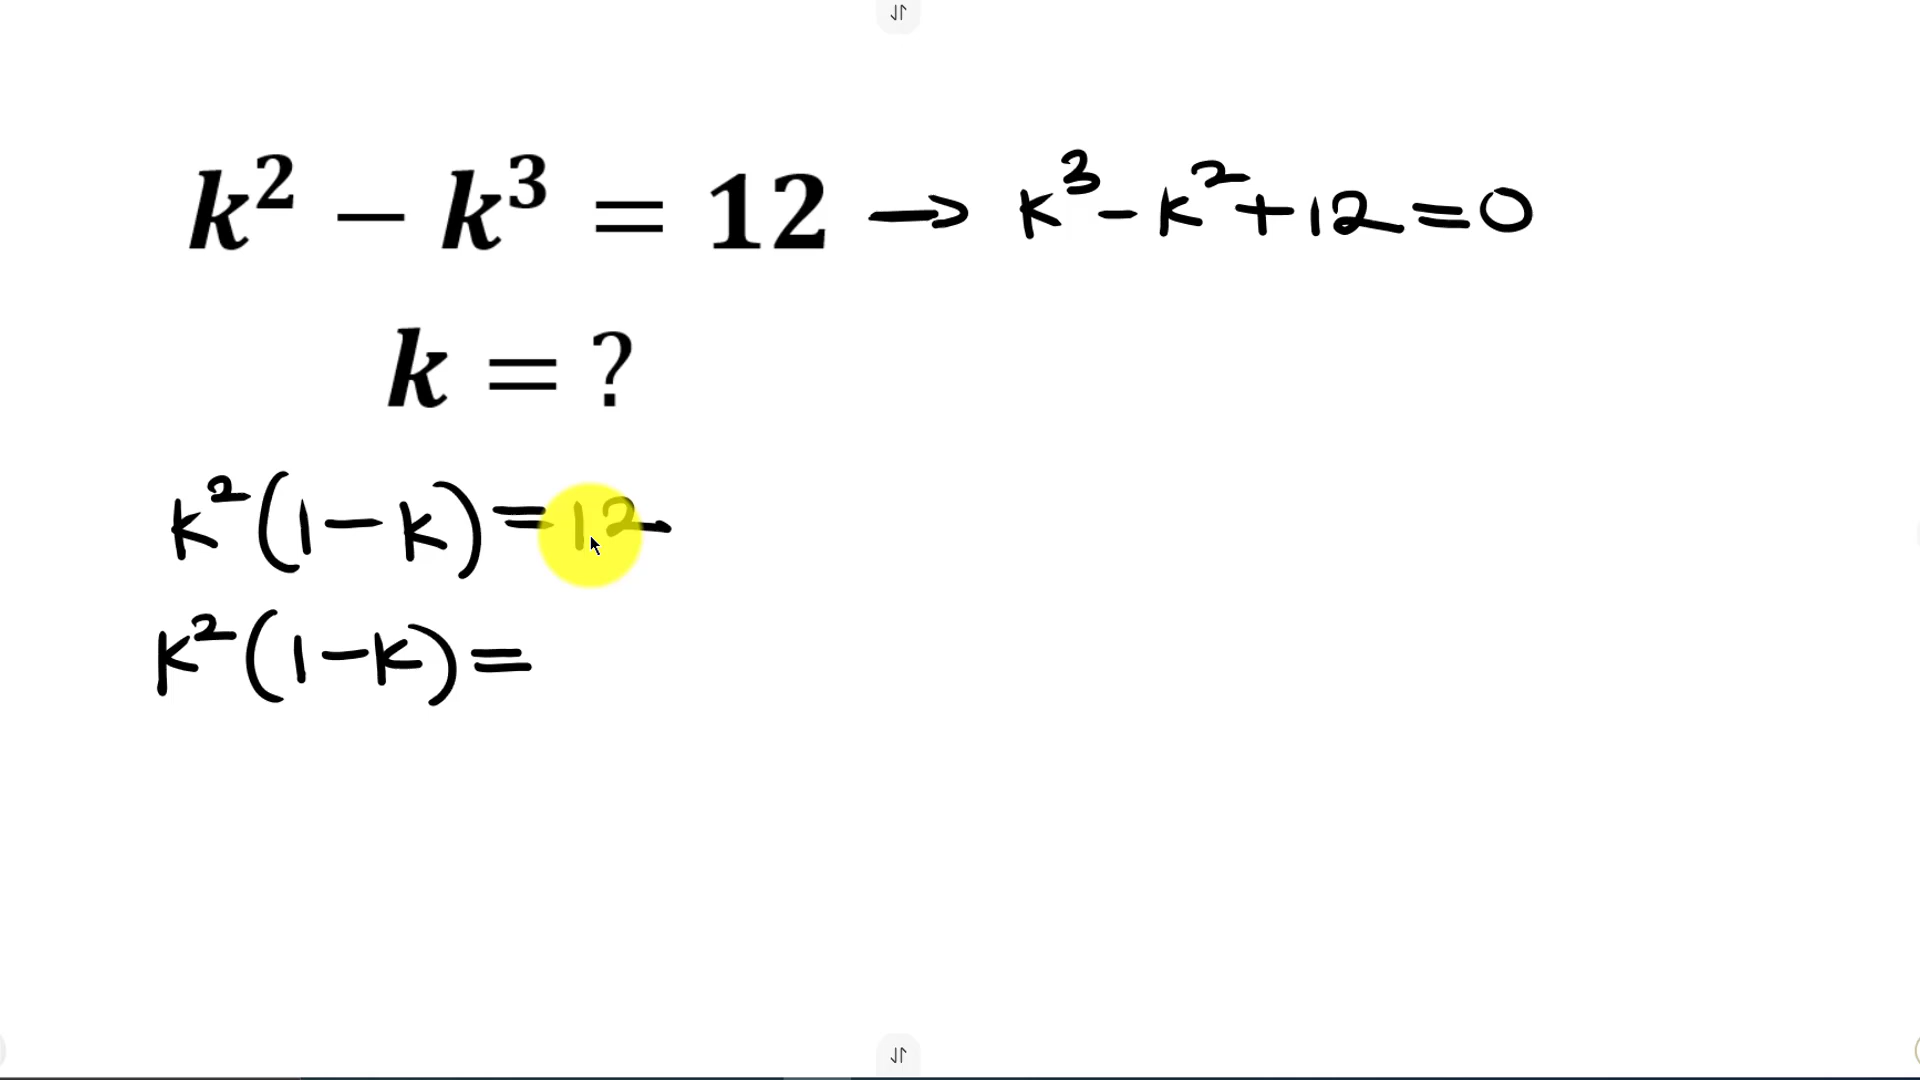 k² − k³ = 12 → k³ − k² + 12 = 0
k = ?
k²(1 − k) = 12
k²(1 − k) =